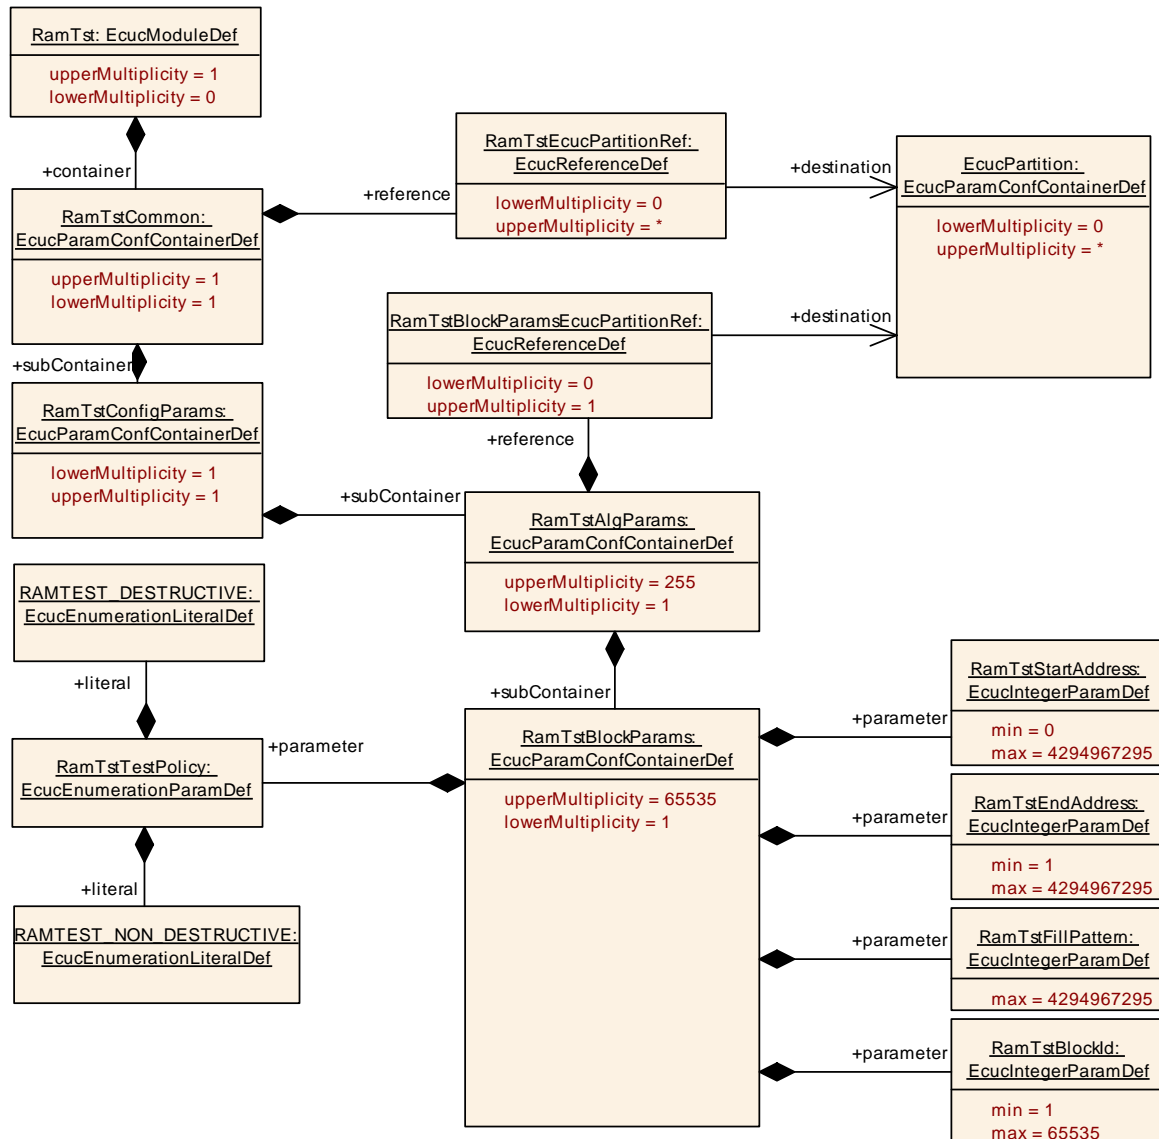 RamTst: EcucModuleDef
upperMultiplicity = 1
lowerMultiplicity = 0
+container
RamTstCommon:
EcucParamConfContainerDef
upperMultiplicity = 1
lowerMultiplicity = 1
+reference
RamTstEcucPartitionRef:
EcucReferenceDef
lowerMultiplicity = 0
upperMultiplicity = *
+destination
EcucPartition:
EcucParamConfContainerDef
lowerMultiplicity = 0
upperMultiplicity = *
RamTstBlockParamsEcucPartitionRef:
EcucReferenceDef
lowerMultiplicity = 0
upperMultiplicity = 1
+destination
+reference
+subContainer
RamTstConfigParams:
EcucParamConfContainerDef
lowerMultiplicity = 1
upperMultiplicity = 1
+subContainer
RamTstAlgParams:
EcucParamConfContainerDef
upperMultiplicity = 255
lowerMultiplicity = 1
+subContainer
RAMTEST_DESTRUCTIVE:
EcucEnumerationLiteralDef
+literal
RamTstTestPolicy:
EcucEnumerationParamDef
+parameter
+literal
RAMTEST_NON_DESTRUCTIVE:
EcucEnumerationLiteralDef
RamTstBlockParams:
EcucParamConfContainerDef
upperMultiplicity = 65535
lowerMultiplicity = 1
+parameter
RamTstStartAddress:
EcucIntegerParamDef
min = 0
max = 4294967295
+parameter
RamTstEndAddress:
EcucIntegerParamDef
min = 1
max = 4294967295
+parameter
RamTstFillPattern:
EcucIntegerParamDef
max = 4294967295
+parameter
RamTstBlockId:
EcucIntegerParamDef
min = 1
max = 65535